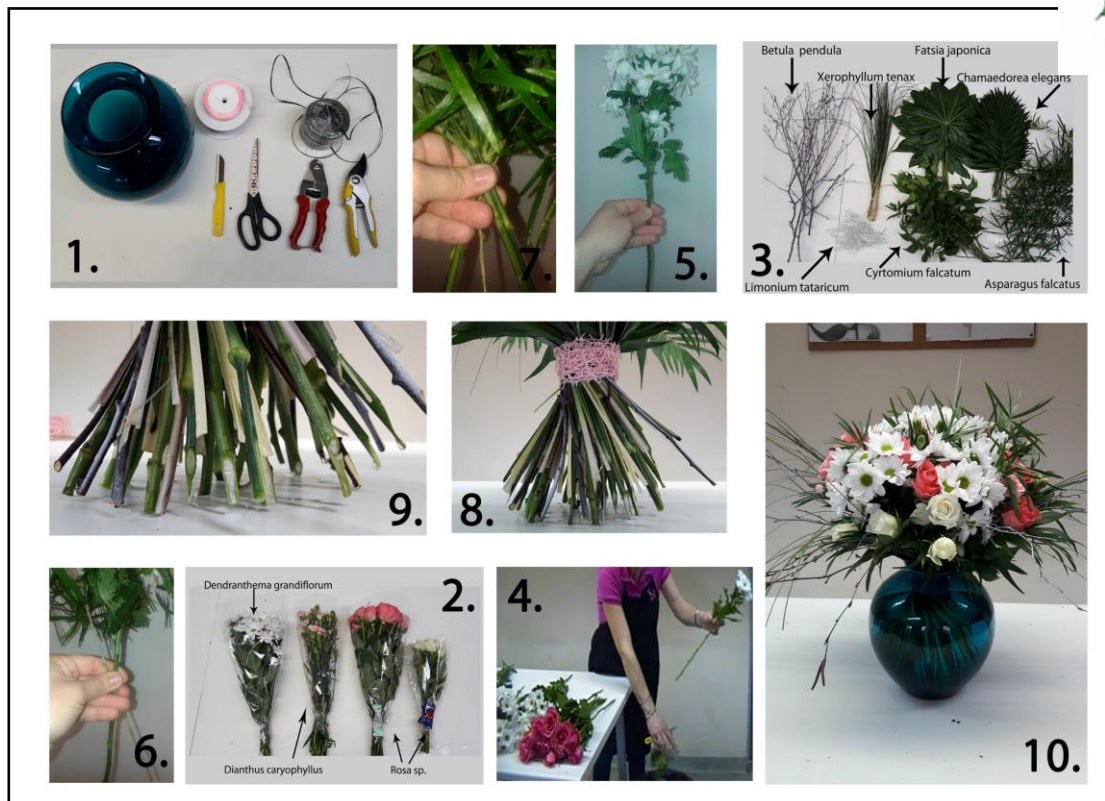 1.
7.
5.
Betula pendula
Fatsia japonica
Xerophyllum tenax
Chamaedorea elegans
3.
Cyrtomium falcatum
Limonium tataricum
Asparagus falcatus
9.
8.
10.
6.
Dendranthema grandiflorum
2.
Dianthus caryophyllus
Rosa sp.
4.